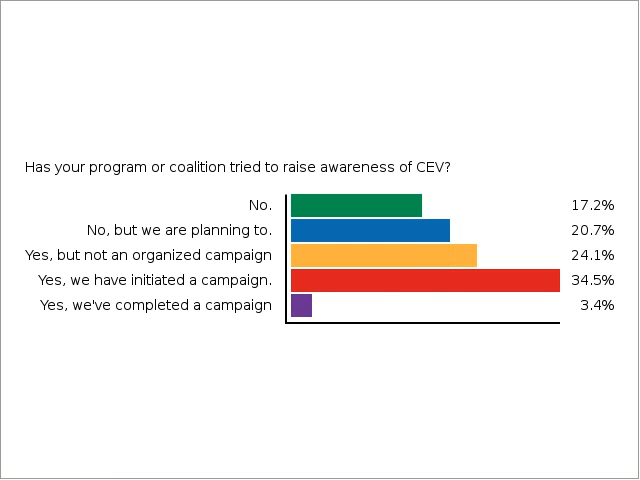 Has your program or coalition tried to raise awareness of CEV?
No. 17.2%
No, but we are planning to. 20.7%
Yes, but not an organized campaign 24.1%
Yes, we have initiated a campaign. 34.5%
Yes, we've completed a campaign 3.4%